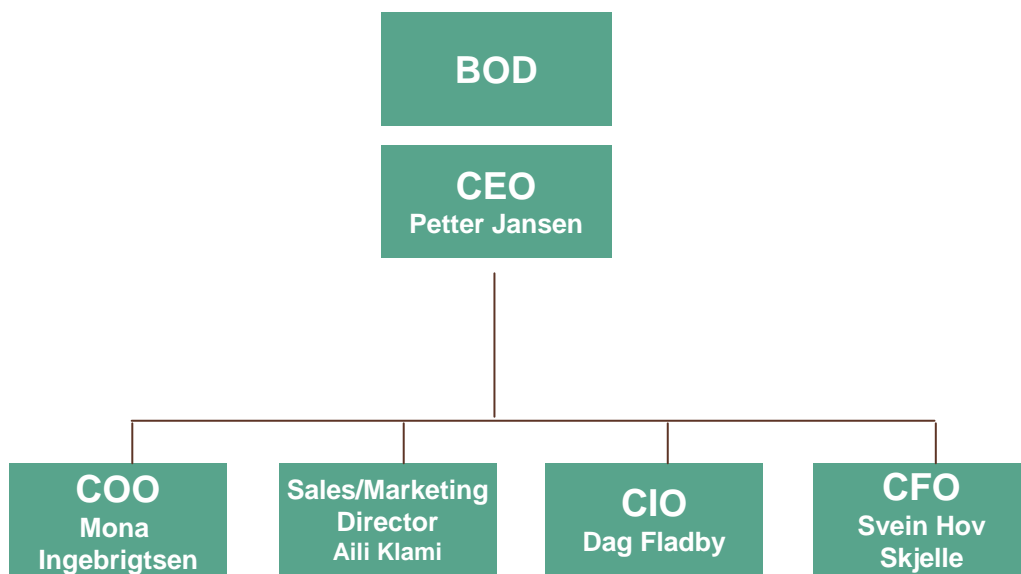 BOD
CEO
Petter Jansen
COO
Mona
Ingebrigtsen
Sales/Marketing
Director
Aili Klami
CIO
Dag Fladby
CFO
Svein Hov
Skjelle